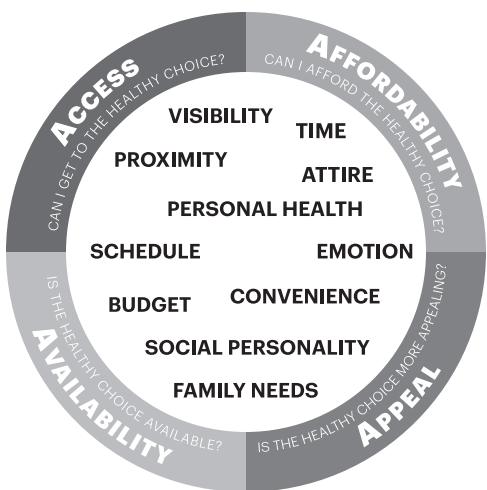 ACCESS
CAN I GET TO THE HEALTHY CHOICE?
AFFORDABILITY
CAN I AFFORD THE HEALTHY CHOICE?
VISIBILITY
TIME
PROXIMITY
ATTIRE
PERSONAL HEALTH
SCHEDULE
EMOTION
BUDGET
CONVENIENCE
SOCIAL PERSONALITY
FAMILY NEEDS
IS THE HEALTHY CHOICE AVAILABLE?
AVAILABILITY
IS THE HEALTHY CHOICE MORE APPEALING?
APPEAL